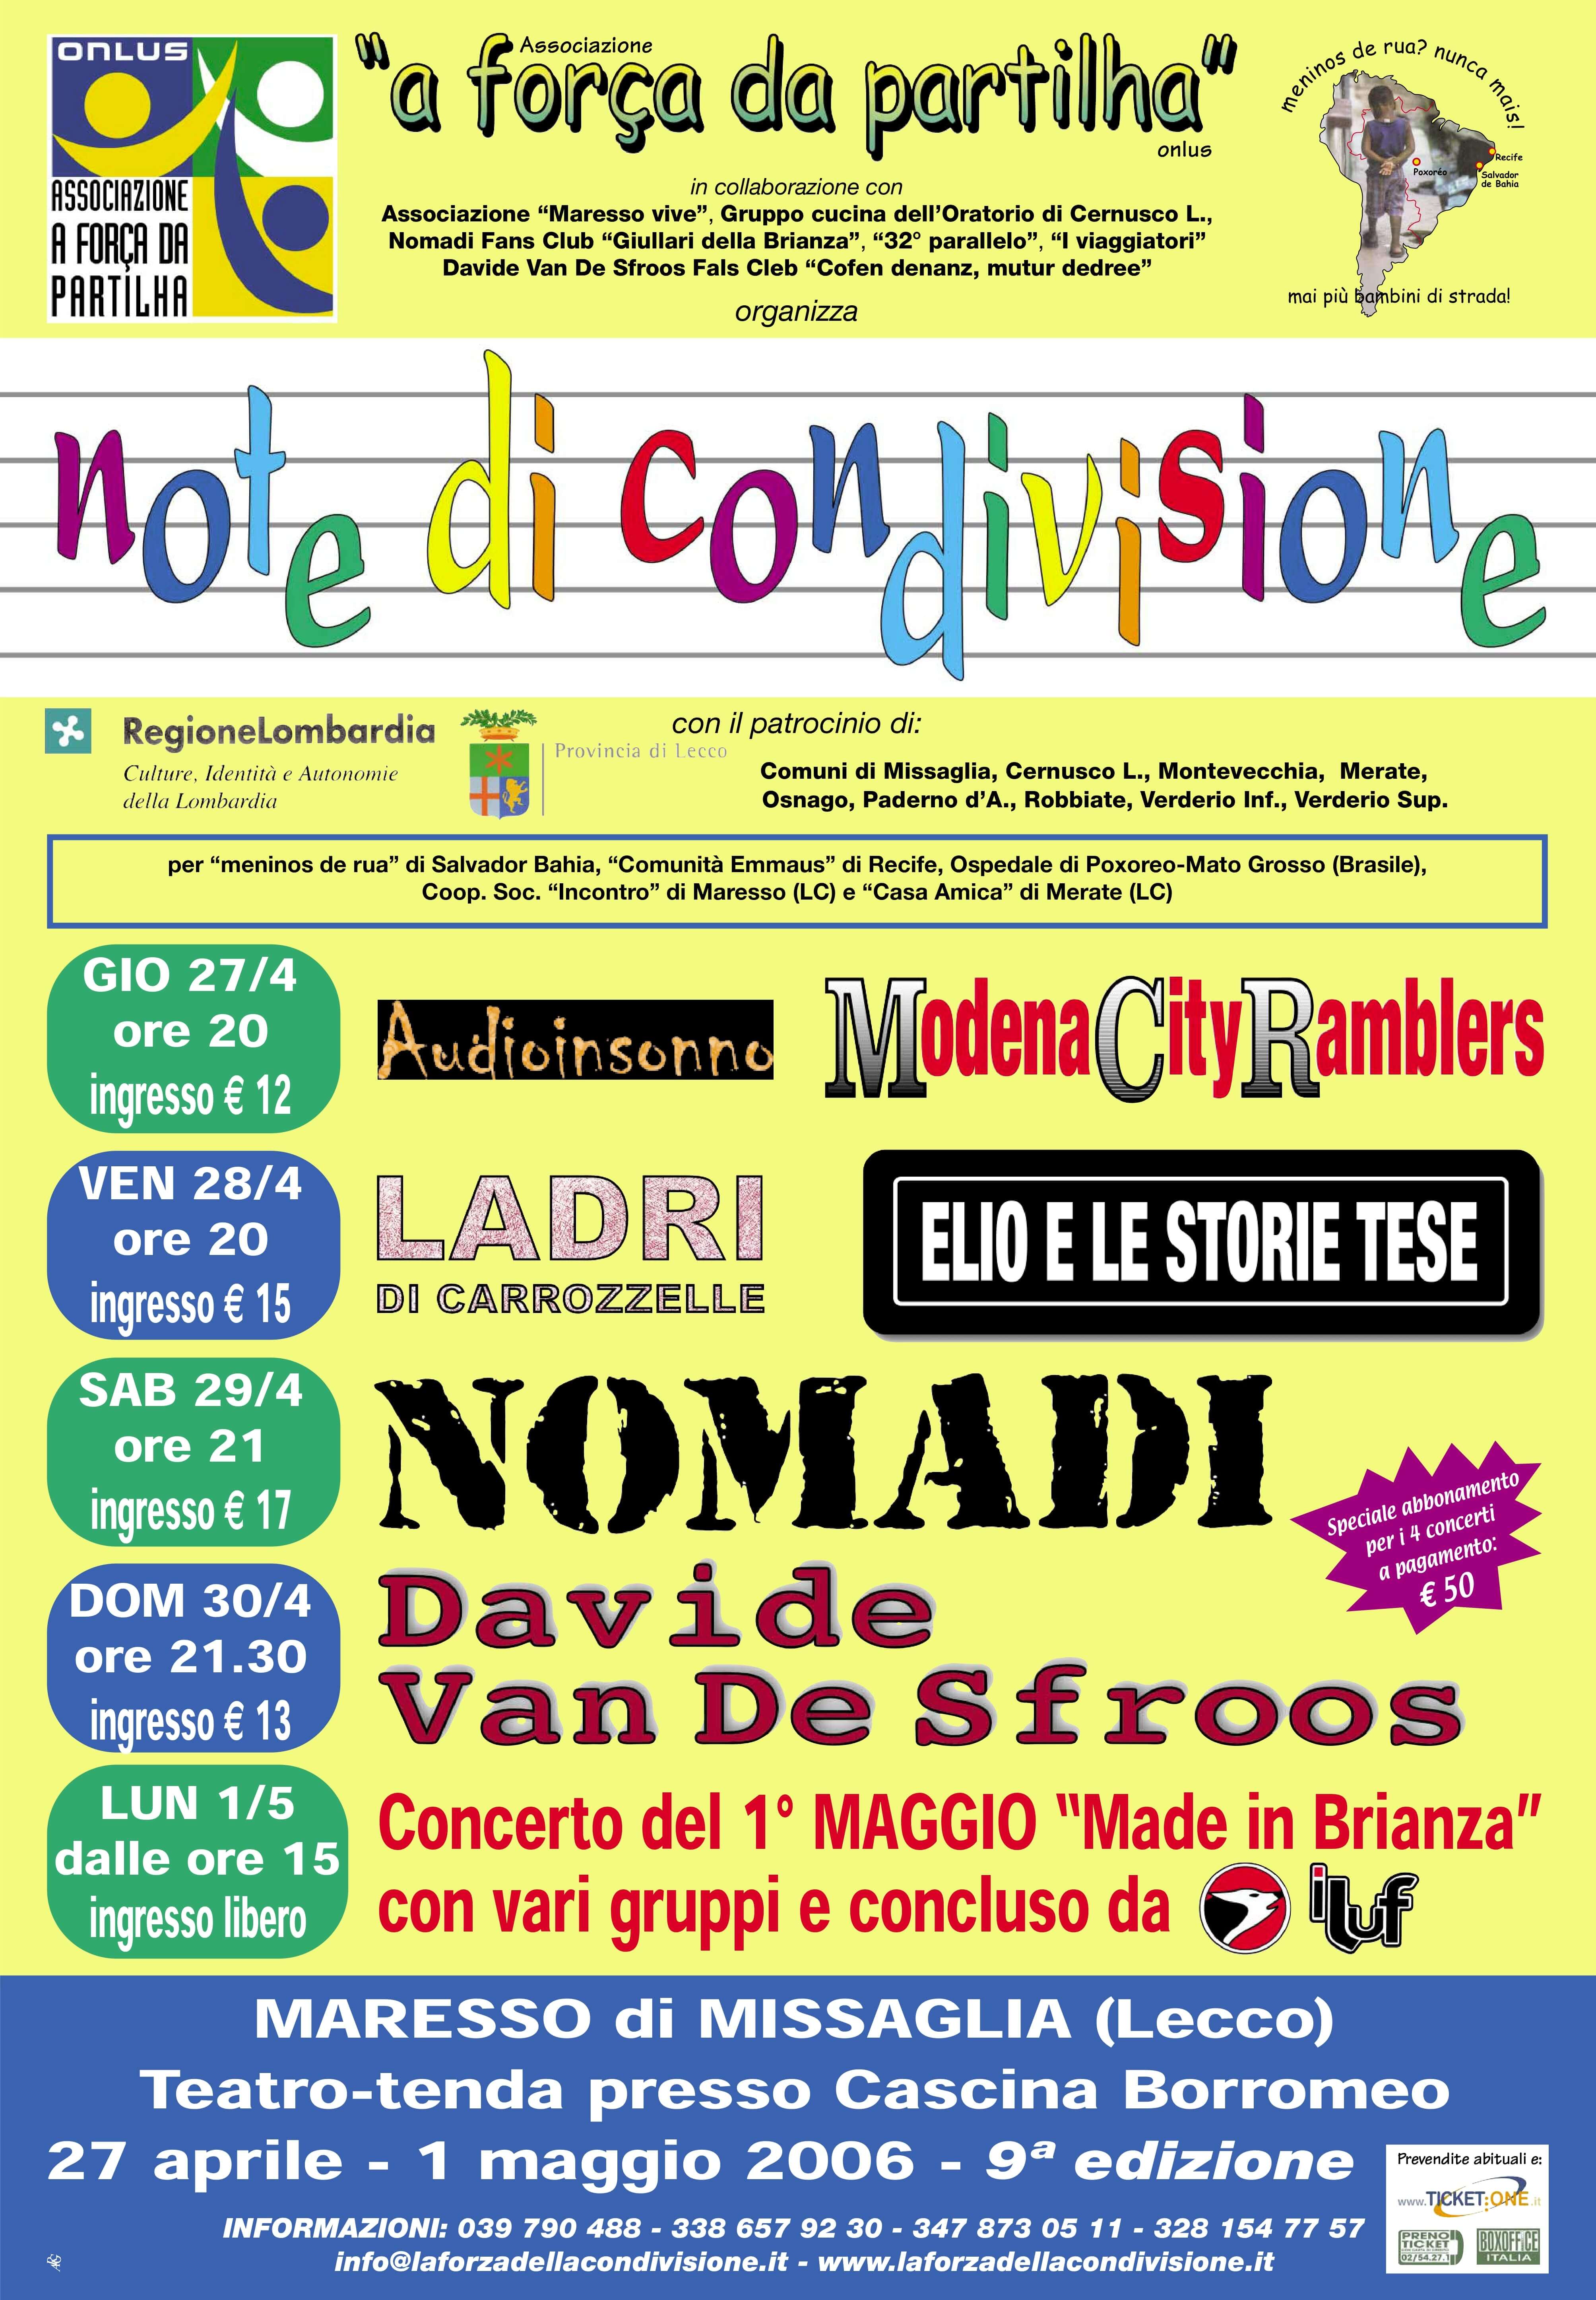 ONLUS
ASSOCIAZIONE
A FORÇA DA
PARTILHA
Associazione
"a força da partilha"
onlus
in collaborazione con
Associazione “Maresso vive”, Gruppo cucina dell’Oratorio di Cernusco L.,
Nomadi Fans Club “Giullari della Brianza”, “32° parallelo”, “I viaggiatori”
Davide Van De Sfroos Fals Cleb “Cofen denanz, mutur dedree”
organizza
meninos de rua? nunca mais!
Recife
Poxoréo
Salvador
de Bahia
mai più bambini di strada!
note di condivisione
RegioneLombardia
Culture, Identità e Autonomie
della Lombardia
Provincia di Lecco
con il patrocinio di:
Comuni di Missaglia, Cernusco L., Montevecchia, Merate,
Osnago, Paderno d’A., Robbiate, Verderio Inf., Verderio Sup.
per “meninos de rua” di Salvador Bahia, “Comunità Emmaus” di Recife, Ospedale di Poxoreo-Mato Grosso (Brasile),
Coop. Soc. “Incontro” di Maresso (LC) e “Casa Amica” di Merate (LC)
GIO 27/4
ore 20
ingresso € 12
Audioinsonno
ModenaCityRamblers
VEN 28/4
ore 20
ingresso € 15
LADRI
DI CARROZZELLE
ELIO E LE STORIE TESE
SAB 29/4
ore 21
ingresso € 17
NOMADI
Speciale abbonamento
per i 4 concerti
a pagamento:
€ 50
DOM 30/4
ore 21.30
ingresso € 13
Davide
Van De Sfroos
LUN 1/5
dalle ore 15
ingresso libero
Concerto del 1° MAGGIO “Made in Brianza”
con vari gruppi e concluso da
iLuf
MARESSO di MISSAGLIA (Lecco)
Teatro-tenda presso Cascina Borromeo
27 aprile - 1 maggio 2006 - 9ª edizione
INFORMAZIONI: 039 790 488 - 338 657 92 30 - 347 873 05 11 - 328 154 77 57
info@laforzadellacondivisione.it - www.laforzadellacondivisione.it
Prevendite abituali e:
www.TICKET:ONE.it
PRENO
TICKET
02/54.27.1
BOXOFFICE
ITALIA